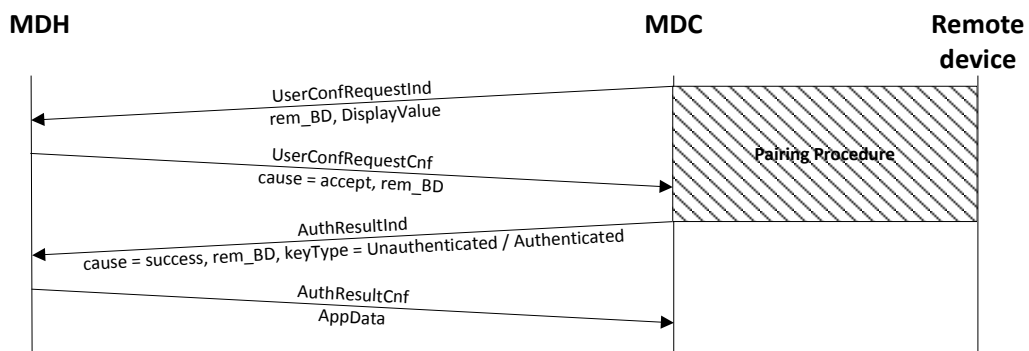 MDH
MDC
Remote
device
UserConfRequestInd
rem_BD, DisplayValue
Pairing Procedure
UserConfRequestCnf
cause = accept, rem_BD
AuthResultInd
cause = success, rem_BD, keyType = Unauthenticated / Authenticated
AuthResultCnf
AppData